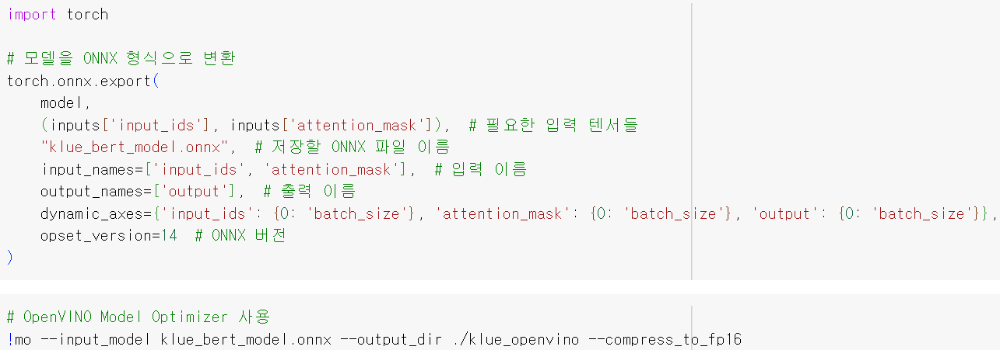 import torch
# 모델을 ONNX 형식으로 변환
torch.onnx.export(
    model,
    (inputs['input_ids'], inputs['attention_mask']),  # 필요한 입력 텐서들
    "klue_bert_model.onnx",  # 저장할 ONNX 파일 이름
    input_names=['input_ids', 'attention_mask'],  # 입력 이름
    output_names=['output'],  # 출력 이름
    dynamic_axes={'input_ids': {0: 'batch_size'}, 'attention_mask': {0: 'batch_size'}, 'output': {0: 'batch_size'}},
    opset_version=14  # ONNX 버전
)
# OpenVINO Model Optimizer 사용
!mo --input_model klue_bert_model.onnx --output_dir ./klue_openvino --compress_to_fp16